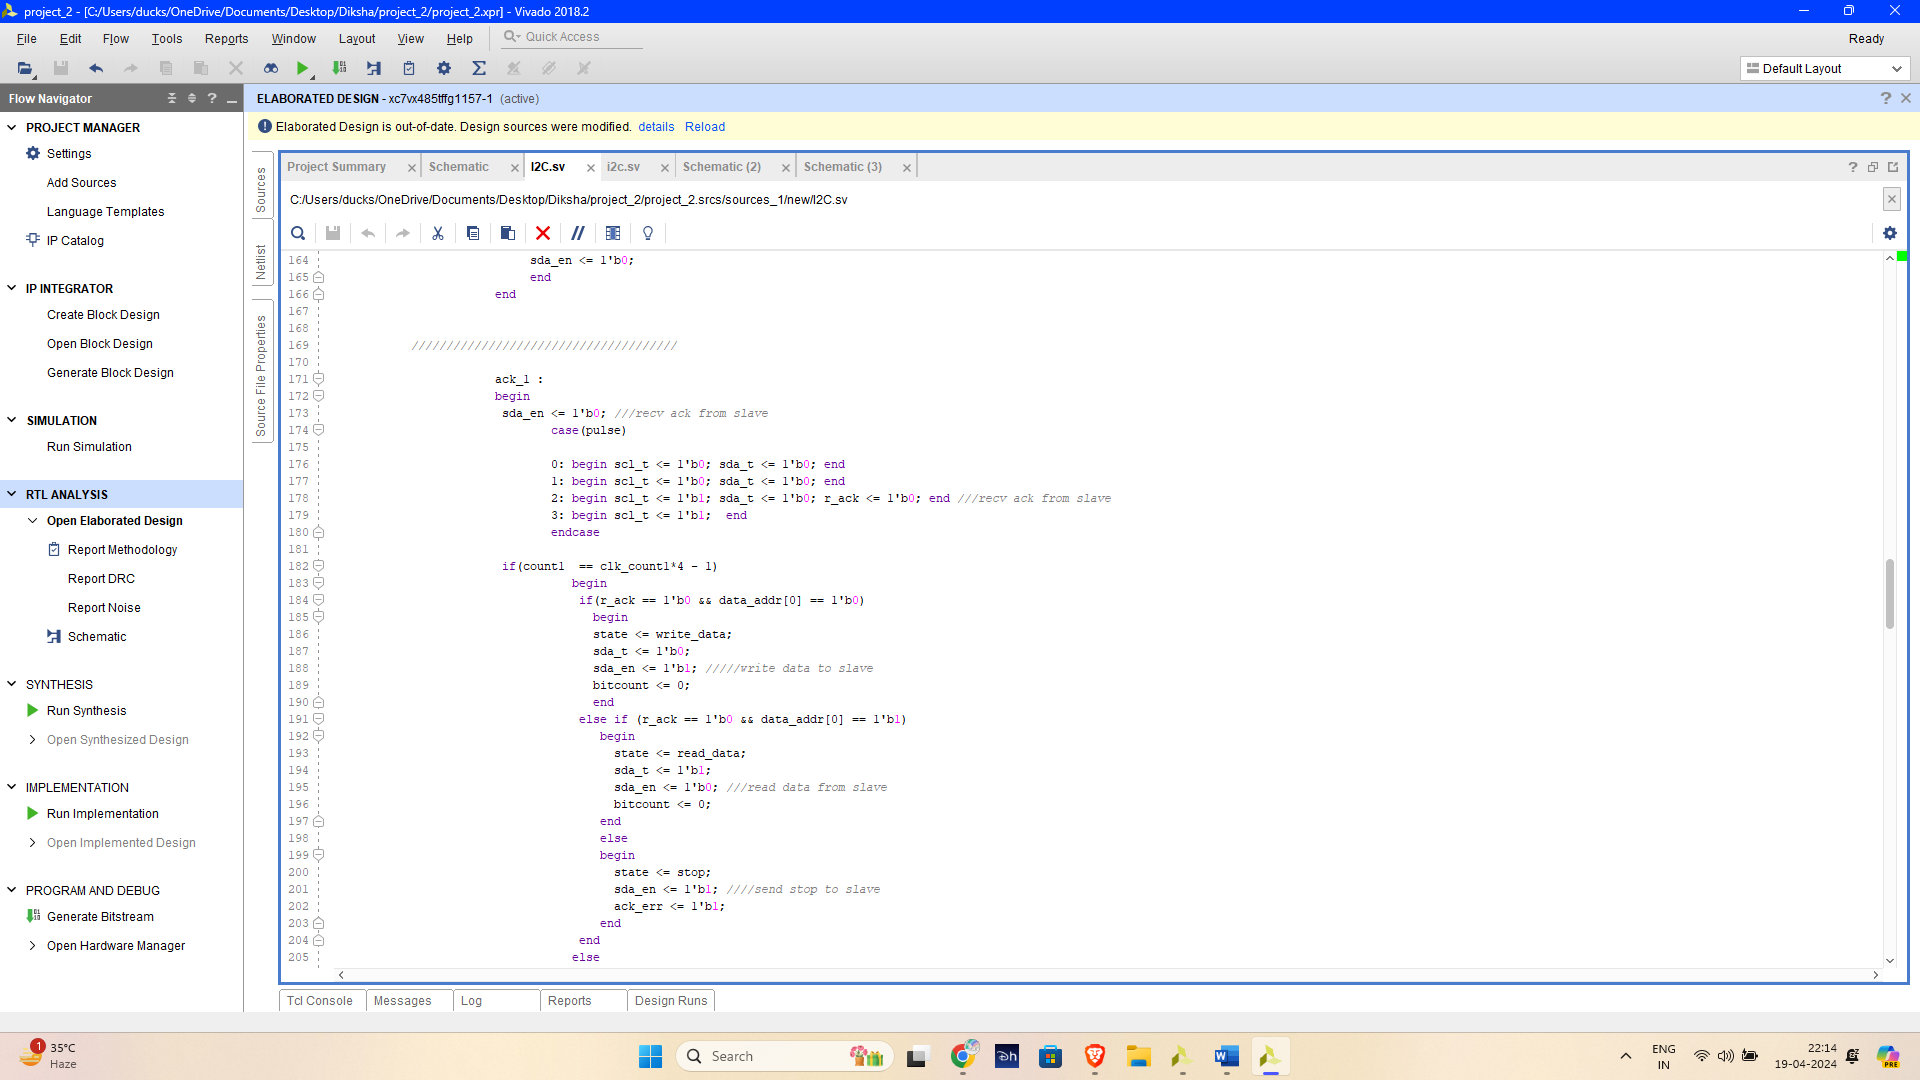 project_2 - [C:/Users/ducks/OneDrive/Documents/Desktop/Diksha/project_2/project_2.xpr] - Vivado 2018.2
File Edit Flow Tools Reports Window Layout View Help Quick Access Ready
Default Layout
Flow Navigator ? _
PROJECT MANAGER
Settings
Add Sources
Language Templates
IP Catalog
IP INTEGRATOR
Create Block Design
Open Block Design
Generate Block Design
SIMULATION
Run Simulation
RTL ANALYSIS
Open Elaborated Design
Report Methodology
Report DRC
Report Noise
Schematic
SYNTHESIS
Run Synthesis
Open Synthesized Design
IMPLEMENTATION
Run Implementation
Open Implemented Design
PROGRAM AND DEBUG
Generate Bitstream
Open Hardware Manager
ELABORATED DESIGN - xc7vx485tffg1157-1 (active)
Elaborated Design is out-of-date. Design sources were modified. details Reload
Sources
Netlist
Source File Properties
Project Summary Schematic I2C.sv i2c.sv Schematic (2) Schematic (3)
C:/Users/ducks/OneDrive/Documents/Desktop/Diksha/project_2/project_2.srcs/sources_1/new/I2C.sv
164 sda_en <= 1'b0;
165 end
166 end
167
168
169 //////////////////////////////////////
170
171 ack_1 :
172 begin
173 sda_en <= 1'b0; ///recv ack from slave
174 case(pulse)
175
176 0: begin scl_t <= 1'b0; sda_t <= 1'b0; end
177 1: begin scl_t <= 1'b0; sda_t <= 1'b0; end
178 2: begin scl_t <= 1'b1; sda_t <= 1'b0; r_ack <= 1'b0; end ///recv ack from slave
179 3: begin scl_t <= 1'b1; end
180 endcase
181
182 if(count1 == clk_count1*4 - 1)
183 begin
184 if(r_ack == 1'b0 && data_addr[0] == 1'b0)
185 begin
186 state <= write_data;
187 sda_t <= 1'b0;
188 sda_en <= 1'b1; /////write data to slave
189 bitcount <= 0;
190 end
191 else if (r_ack == 1'b0 && data_addr[0] == 1'b1)
192 begin
193 state <= read_data;
194 sda_t <= 1'b1;
195 sda_en <= 1'b0; ///read data from slave
196 bitcount <= 0;
197 end
198 else
199 begin
200 state <= stop;
201 sda_en <= 1'b1; ////send stop to slave
202 ack_err <= 1'b1;
203 end
204 end
205 else
Tcl Console Messages Log Reports Design Runs
1 35°C
Haze
Search
ENG
IN
22:14
19-04-2024
PRE